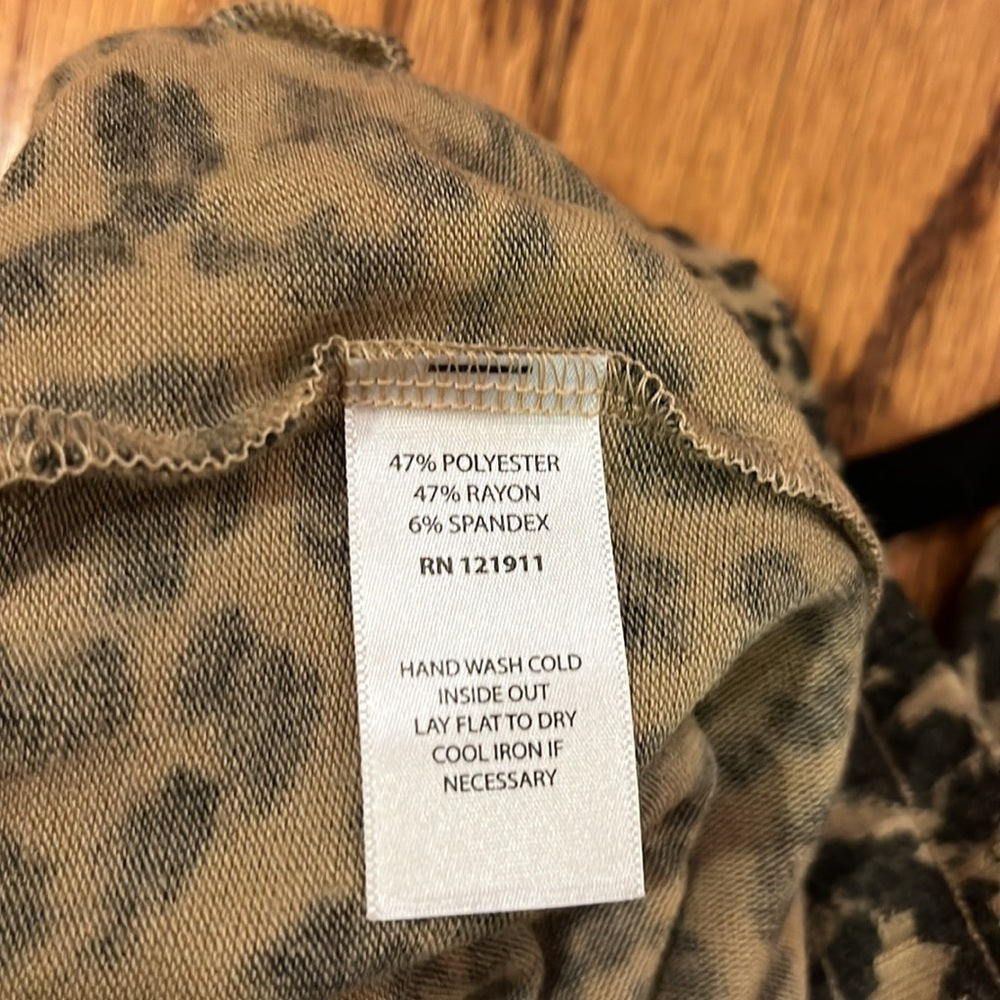 47% POLYESTER
47% RAYON
6% SPANDEX
RN 121911
HAND WASH COLD
INSIDE OUT
LAY FLAT TO DRY
COOL IRON IF
NECESSARY